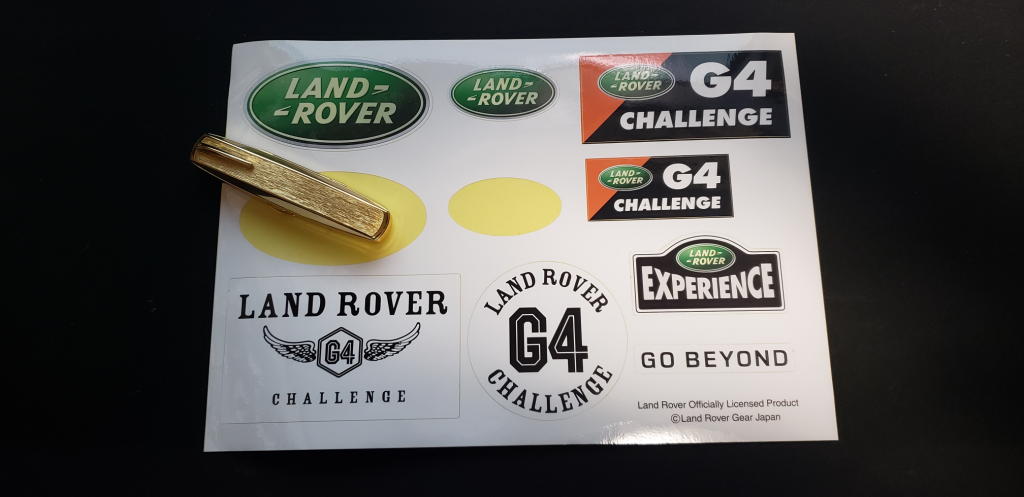 LAND-
-ROVER
LAND-
-ROVER
LAND-
-ROVER
G4
CHALLENGE
LAND-
-ROVER
G4
CHALLENGE
LAND-
-ROVER
EXPERIENCE
LAND ROVER
G4
CHALLENGE
LAND ROVER
G4
CHALLENGE
GO BEYOND
Land Rover Officially Licensed Product
©Land Rover Gear Japan